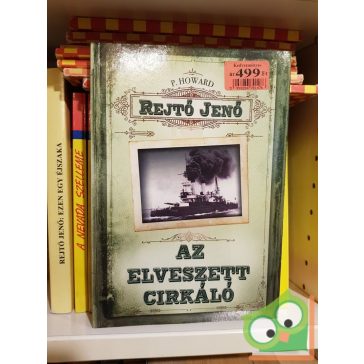 P. HOWARD
REJTŐ JENŐ
AZ
ELVESZETT
CIRKÁLÓ
499
REJTŐ JENŐ: EZEN EGY ÉJSZAKA
A NEVADA SZELLEME